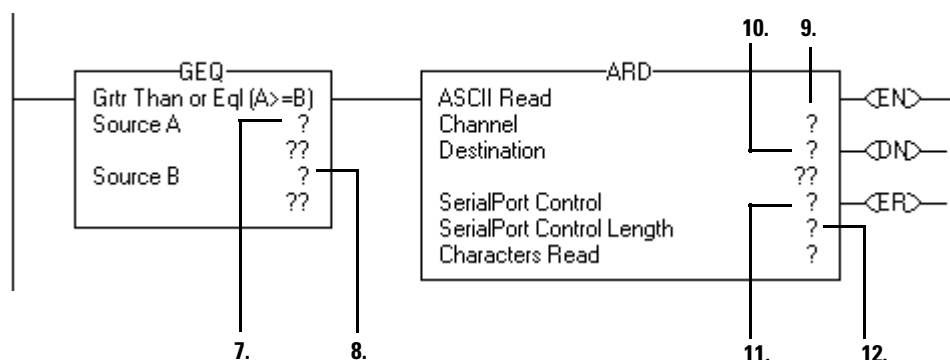 10. 9.
GEQ
Grtr Than or Eql (A>=B)
Source A ?
??
Source B ?
??
ARD
ASCII Read
Channel ?
Destination ?
??
SerialPort Control ?
SerialPort Control Length ?
Characters Read ?
EN
DN
ER
7. 8. 11. 12.